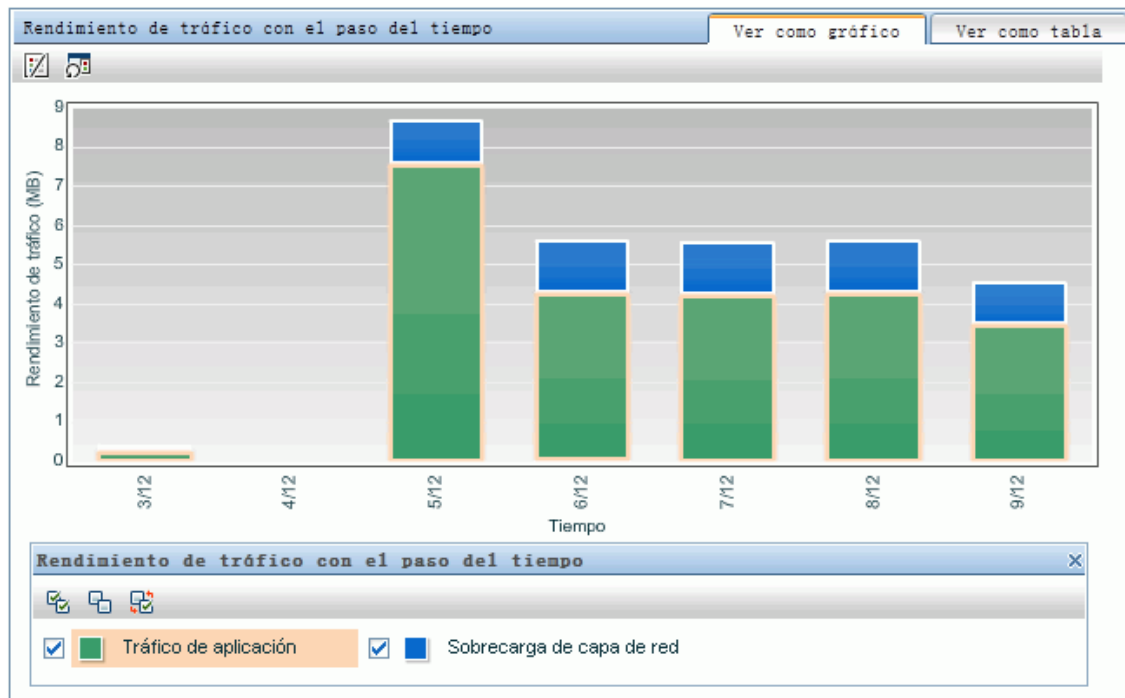 Rendimiento de tráfico con el paso del tiempo
Ver como gráfico
Ver como tabla
Rendimiento de tráfico (MB)
9
8
7
6
5
4
3
2
1
0
3/12
4/12
5/12
6/12
7/12
8/12
9/12
Tiempo
Rendimiento de tráfico con el paso del tiempo
Tráfico de aplicación
Sobrecarga de capa de red